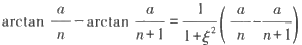 arctan a/n − arctan a/(n+1) = 1/(1+ξ²) (a/n − a/(n+1))